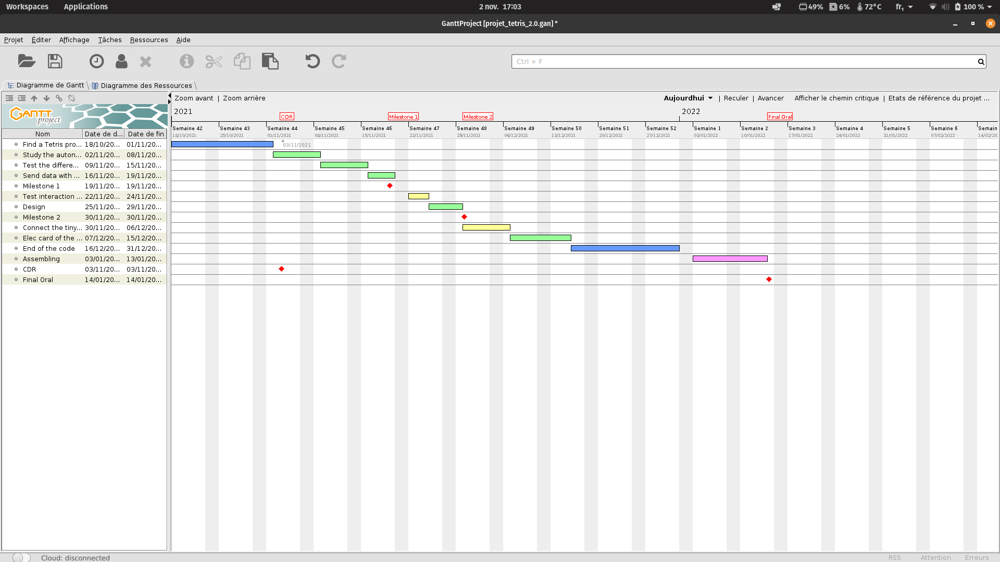 Workspaces Applications 2 nov. 17:03 49% 6% 72°C fr₁ 100 %
GanttProject [projet_tetris_2.0.gan] *
Projet Éditer Affichage Tâches Ressources Aide
Ctrl + F
Diagramme de Gantt Diagramme des Ressources
Zoom avant | Zoom arrière Aujourdhui | Reculer | Avancer Afficher le chemin critique | Etats de référence du projet ...
GANTT project
2021 2022
CDR Milestone 1 Milestone 2 Final Oral
Semaine 42 Semaine 43 Semaine 44 Semaine 45 Semaine 46 Semaine 47 Semaine 48 Semaine 49 Semaine 50 Semaine 51 Semaine 52 Semaine 1 Semaine 2 Semaine 3 Semaine 4 Semaine 5 Semaine 6 Semain
18/10/2021 25/10/2021 01/11/2021 08/11/2021 15/11/2021 22/11/2021 29/11/2021 06/12/2021 13/12/2021 20/12/2021 27/12/2021 03/01/2022 10/01/2022 17/01/2022 24/01/2022 31/01/2022 07/02/2022 14/02/20
03/11/2021
Nom Date de d... Date de fin
Find a Tetris pro... 18/10/20... 01/11/20...
Study the auton... 02/11/20... 08/11/20...
Test the differe... 09/11/20... 15/11/20...
Send data with ... 16/11/20... 19/11/20...
Milestone 1 19/11/20... 19/11/20...
Test interaction ... 22/11/20... 24/11/20...
Design 25/11/20... 29/11/20...
Milestone 2 30/11/20... 30/11/20...
Connect the tiny... 30/11/20... 06/12/20...
Elec card of the ... 07/12/20... 15/12/20...
End of the code 16/12/20... 31/12/20...
Assembling 03/01/20... 13/01/20...
CDR 03/11/20... 03/11/20...
Final Oral 14/01/20... 14/01/20...
Cloud: disconnected RSS Attention Erreurs